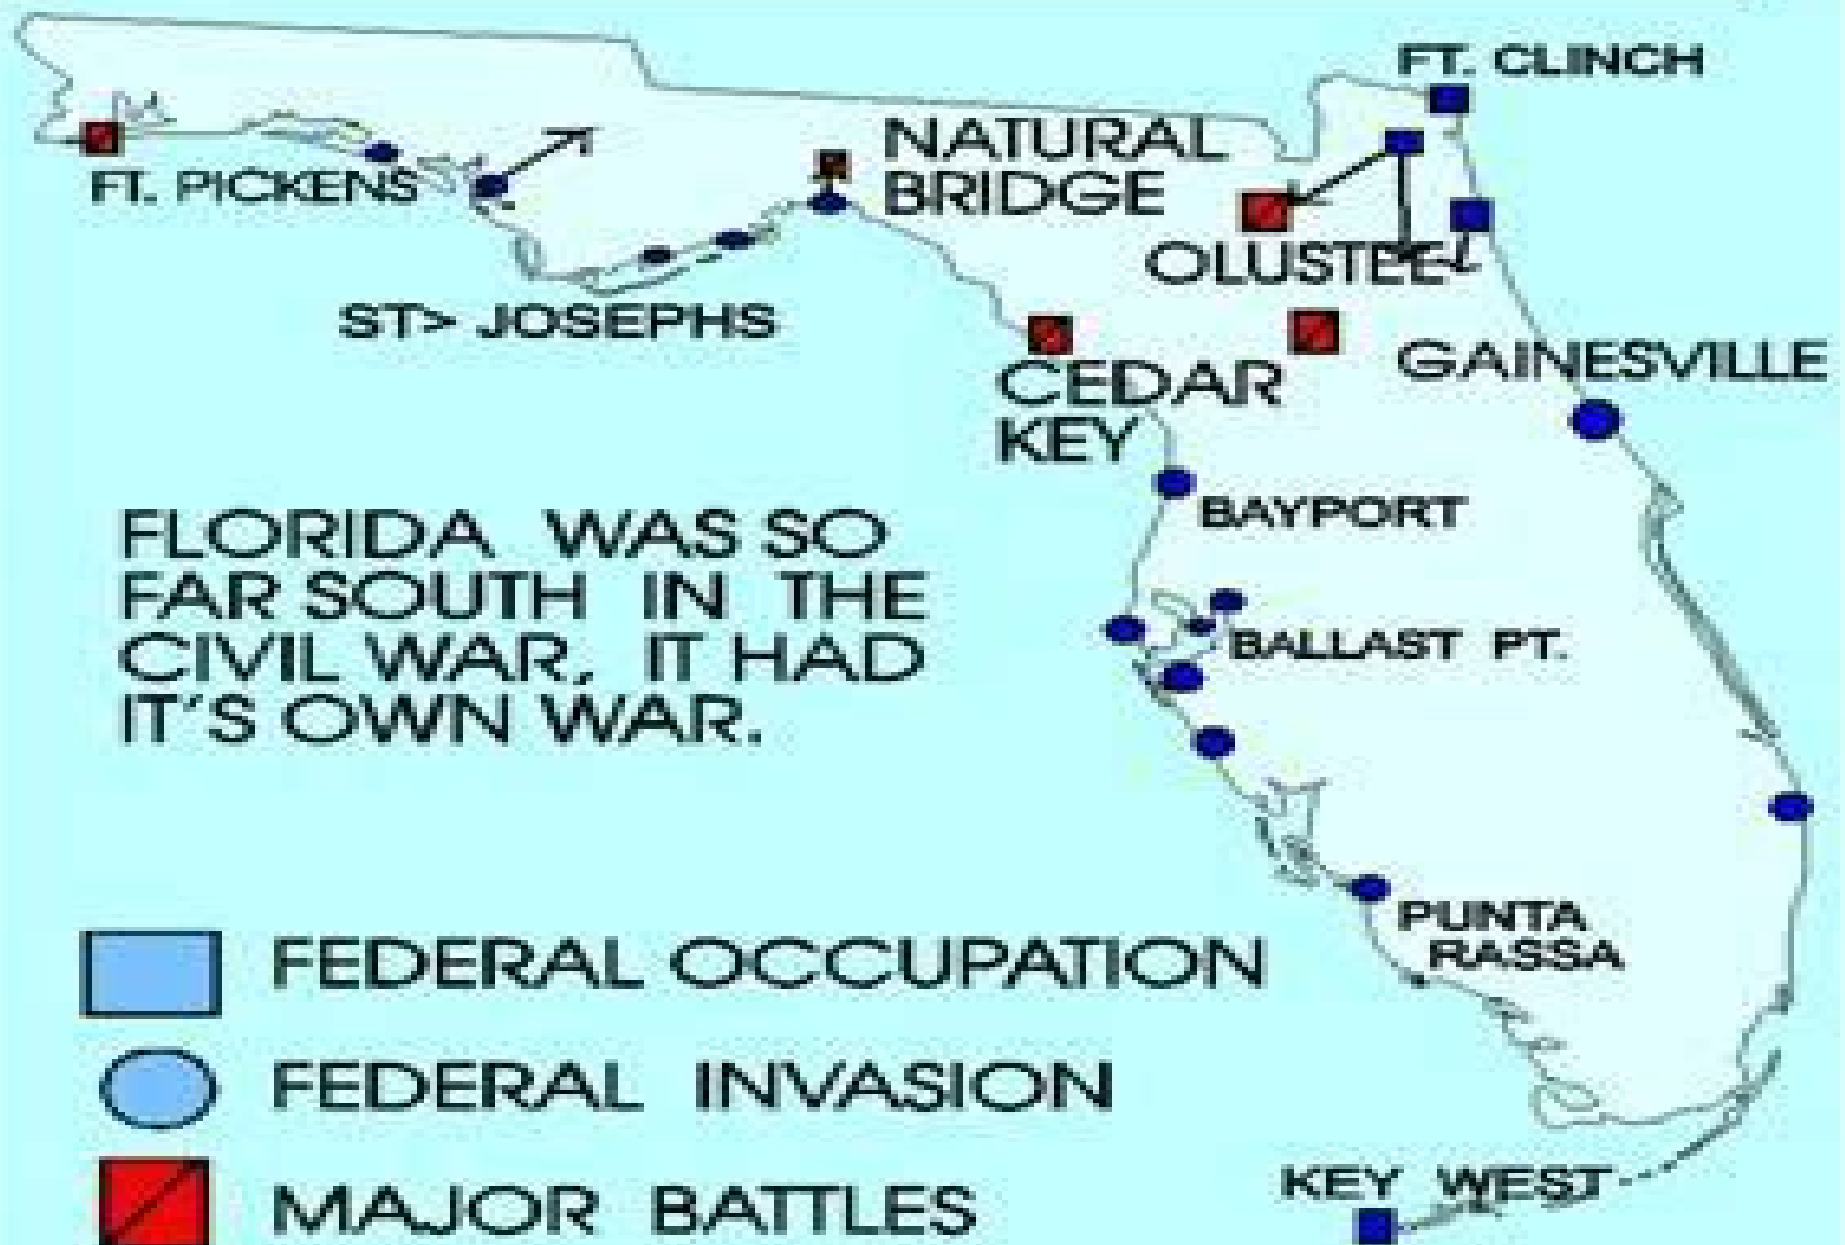 FT. CLINCH
NATURAL
BRIDGE
FT. PICKENS
OLUSTEE
ST> JOSEPHS
GAINESVILLE
CEDAR
KEY
BAYPORT
FLORIDA WAS SO
FAR SOUTH IN THE
CIVIL WAR, IT HAD
IT'S OWN WAR.
BALLAST PT.
PUNTA
RASSA
FEDERAL OCCUPATION
FEDERAL INVASION
KEY WEST
MAJOR BATTLES